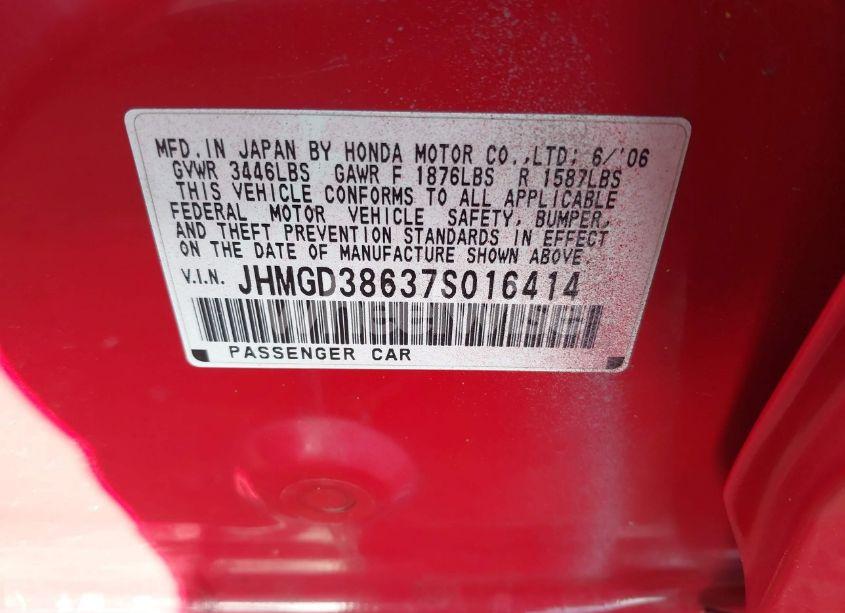 MFD. IN JAPAN BY HONDA MOTOR CO.,LTD; 6/'06
GVWR 3446LBS GAWR F 1876LBS R 1587LBS
THIS VEHICLE CONFORMS TO ALL APPLICABLE
FEDERAL MOTOR VEHICLE SAFETY, BUMPER,
AND THEFT PREVENTION STANDARDS IN EFFECT
ON THE DATE OF MANUFACTURE SHOWN ABOVE.
V.I.N. JHMGD38637S016414
PASSENGER CAR